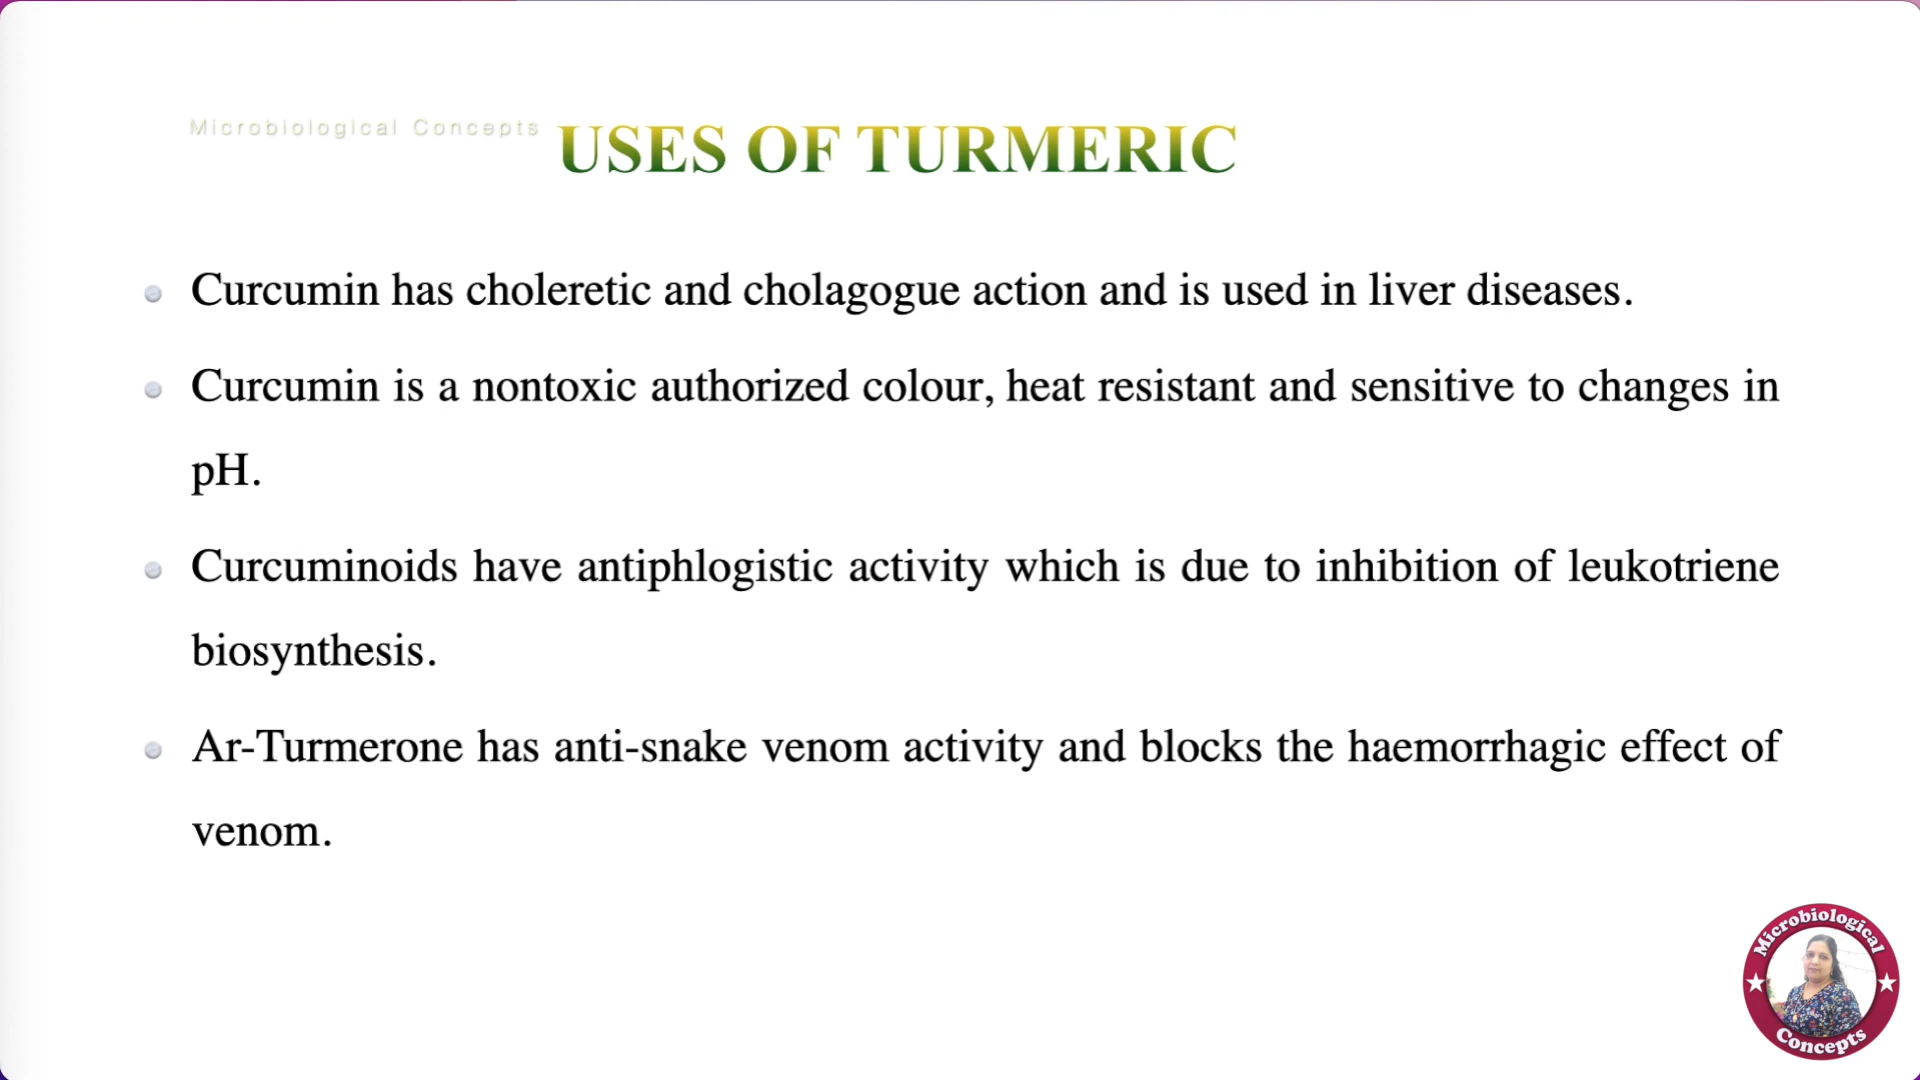 Microbiological Concepts
USES OF TURMERIC
Curcumin has choleretic and cholagogue action and is used in liver diseases.
Curcumin is a nontoxic authorized colour, heat resistant and sensitive to changes in
pH.
Curcuminoids have antiphlogistic activity which is due to inhibition of leukotriene
biosynthesis.
Ar-Turmerone has anti-snake venom activity and blocks the haemorrhagic effect of
venom.
Microbiological
Concepts